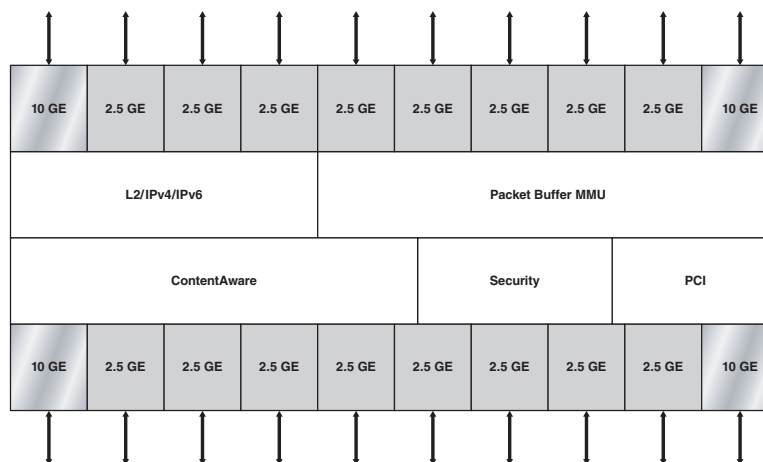 10 GE 2.5 GE 2.5 GE 2.5 GE 2.5 GE 2.5 GE 2.5 GE 2.5 GE 2.5 GE 10 GE
L2/IPv4/IPv6 Packet Buffer MMU
ContentAware Security PCI
10 GE 2.5 GE 2.5 GE 2.5 GE 2.5 GE 2.5 GE 2.5 GE 2.5 GE 2.5 GE 10 GE